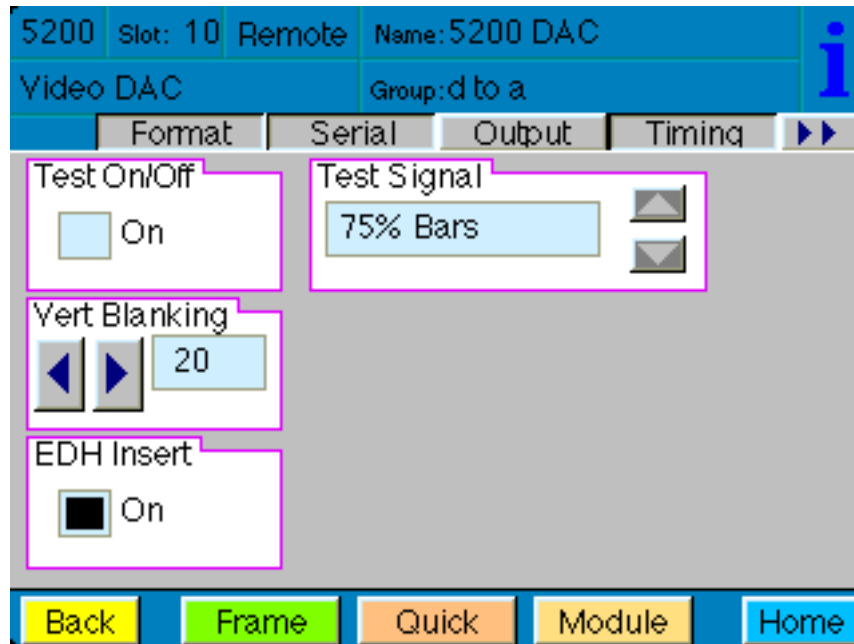 5200 Slot: 10 Remote Name: 5200 DAC i
Video DAC Group: d to a
Format Serial Output Timing
Test On/Off Test Signal
On 75% Bars
Vert Blanking
20
EDH Insert
On
Back Frame Quick Module Home